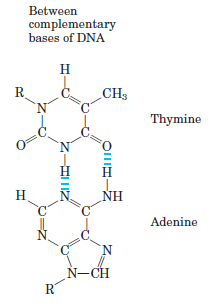 Between
complementary
bases of DNA
H
R C CH₃
N C
Thymine
C C
O N O
H H
H N NH
C C
Adenine
N C
C N
N—CH
R